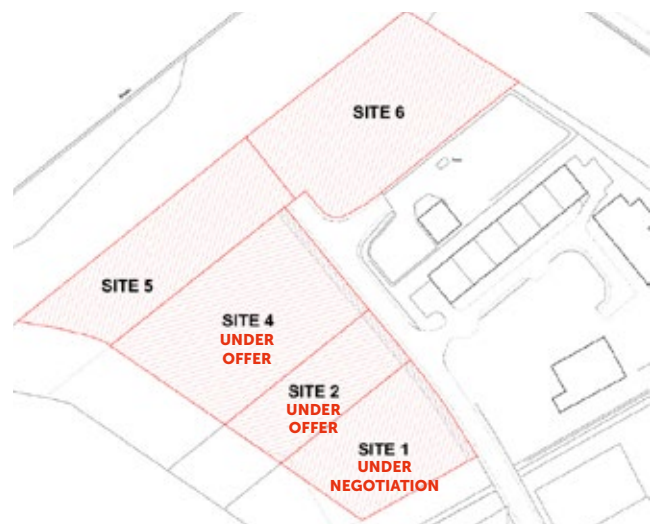 SITE 6
SITE 5
SITE 4
UNDER
OFFER
SITE 2
UNDER
OFFER
SITE 1
UNDER
NEGOTIATION